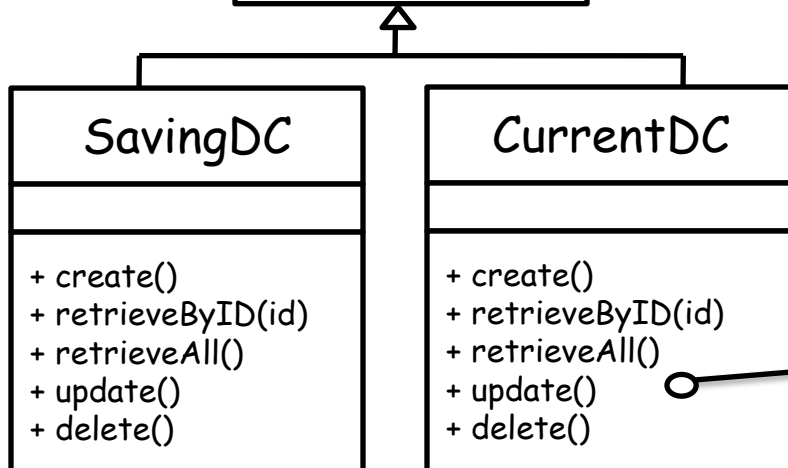 SavingDC
+ create()
+ retrieveByID(id)
+ retrieveAll()
+ update()
+ delete()
CurrentDC
+ create()
+ retrieveByID(id)
+ retrieveAll()
+ update()
+ delete()